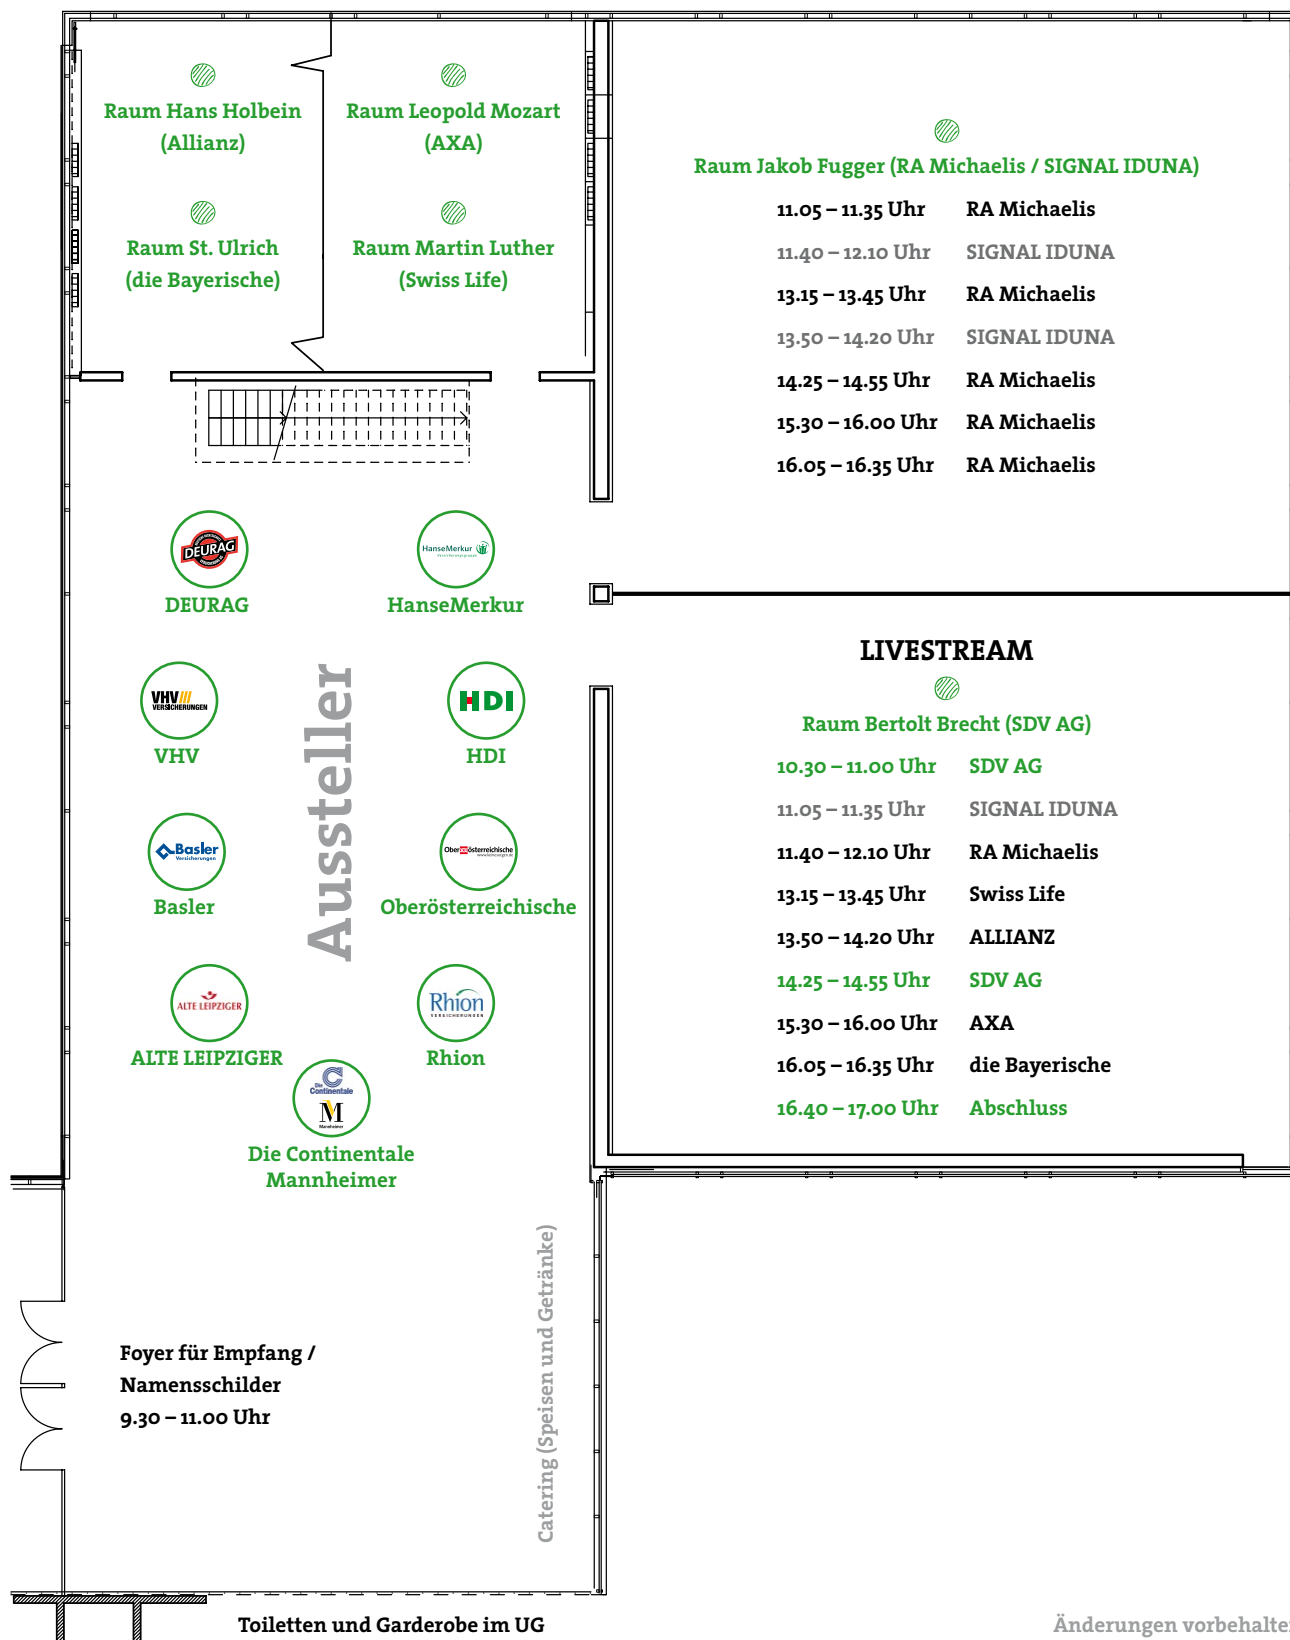 Raum Hans Holbein
(Allianz)
Raum Leopold Mozart
(AXA)
Raum St. Ulrich
(die Bayerische)
Raum Martin Luther
(Swiss Life)
Raum Jakob Fugger (RA Michaelis / SIGNAL IDUNA)
11.05 – 11.35 Uhr RA Michaelis
11.40 – 12.10 Uhr SIGNAL IDUNA
13.15 – 13.45 Uhr RA Michaelis
13.50 – 14.20 Uhr SIGNAL IDUNA
14.25 – 14.55 Uhr RA Michaelis
15.30 – 16.00 Uhr RA Michaelis
16.05 – 16.35 Uhr RA Michaelis
DEURAG
DEURAG
HanseMerkur
Versicherungsgruppe
HanseMerkur
VHV
VERSICHERUNGEN
VHV
HDI
HDI
Aussteller
Basler
Versicherungen
Basler
Oberösterreichische
Oberösterreichische
ALTE LEIPZIGER
ALTE LEIPZIGER
Rhion
VERSICHERUNGEN
Rhion
Die
Continentale
M
Mannheimer
Die Continentale
Mannheimer
LIVESTREAM
Raum Bertolt Brecht (SDV AG)
10.30 – 11.00 Uhr SDV AG
11.05 – 11.35 Uhr SIGNAL IDUNA
11.40 – 12.10 Uhr RA Michaelis
13.15 – 13.45 Uhr Swiss Life
13.50 – 14.20 Uhr ALLIANZ
14.25 – 14.55 Uhr SDV AG
15.30 – 16.00 Uhr AXA
16.05 – 16.35 Uhr die Bayerische
16.40 – 17.00 Uhr Abschluss
Foyer für Empfang /
Namensschilder
9.30 – 11.00 Uhr
Catering (Speisen und Getränke)
Toiletten und Garderobe im UG
Änderungen vorbehalten